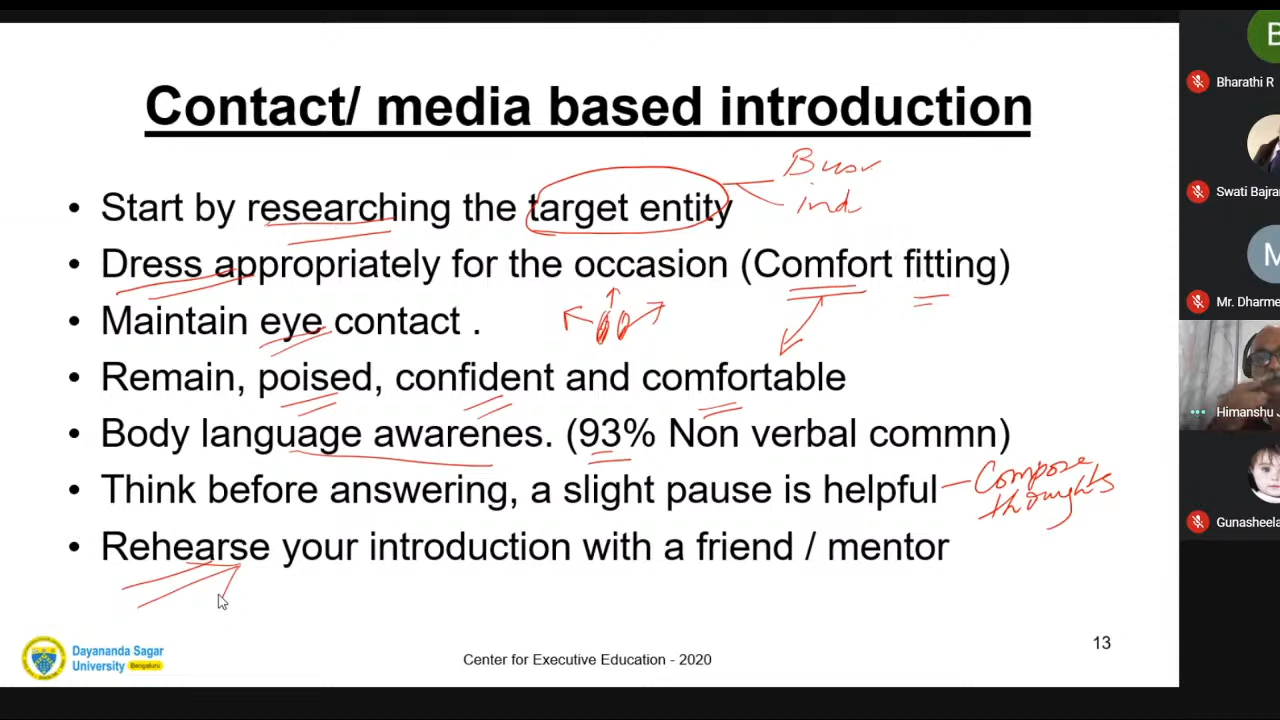 Contact/ media based introduction
• Start by researching the target entity
Busr
ind
• Dress appropriately for the occasion (Comfort fitting)
• Maintain eye contact .
• Remain, poised, confident and comfortable
• Body language awarenes. (93% Non verbal commn)
• Think before answering, a slight pause is helpful
Compose
thoughts
• Rehearse your introduction with a friend / mentor
Dayananda Sagar
University Bengaluru
Center for Executive Education - 2020
13
B
Bharathi R
Swati Bajra
M
Mr. Dharme
Himanshu
Gunasheela